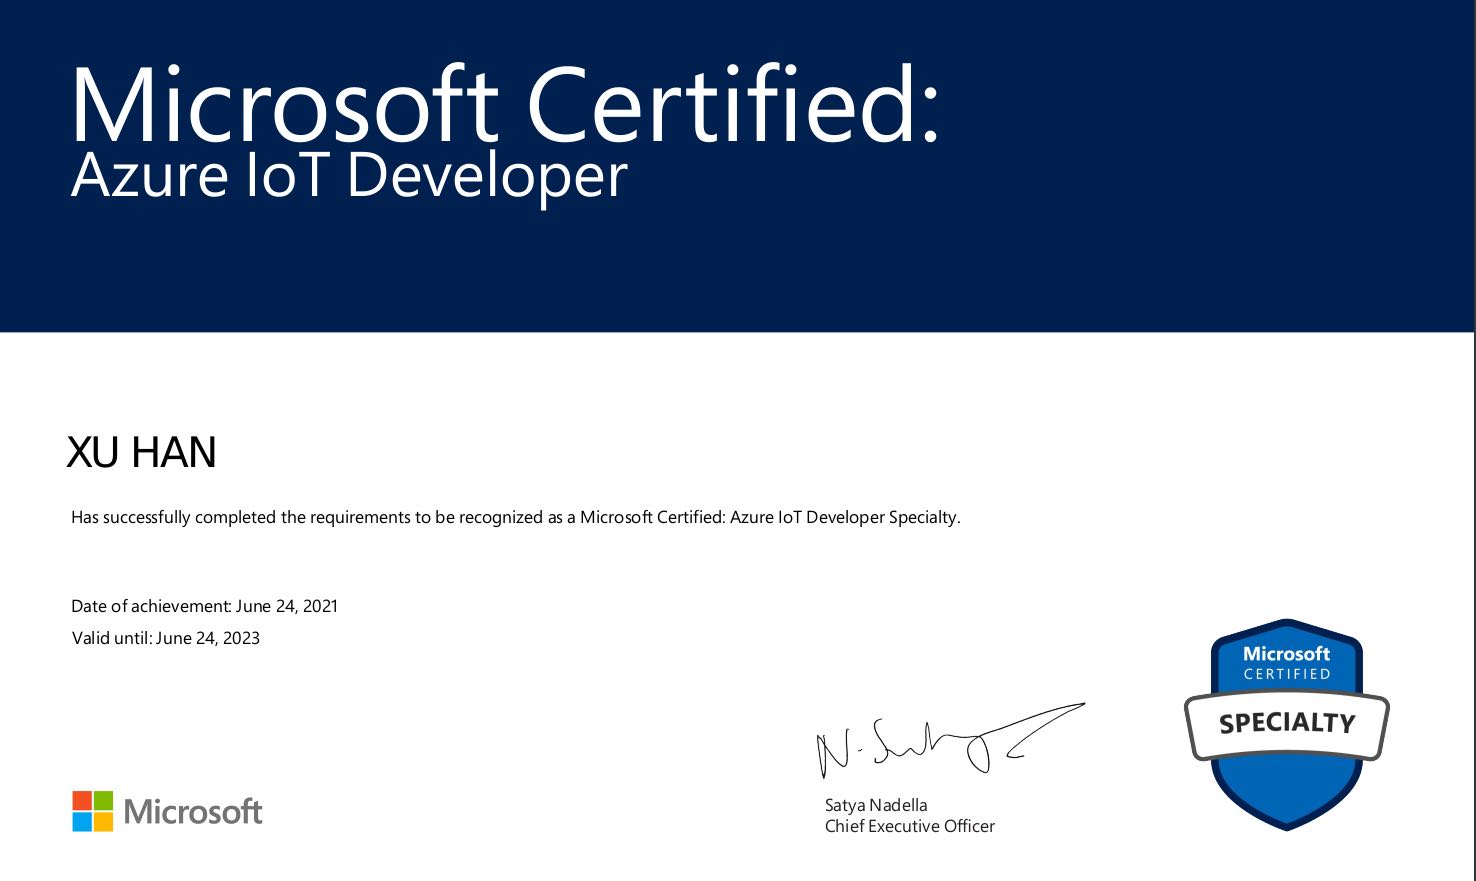 Microsoft Certified:
Azure IoT Developer
XU HAN
Has successfully completed the requirements to be recognized as a Microsoft Certified: Azure IoT Developer Specialty.
Date of achievement: June 24, 2021
Valid until: June 24, 2023
Microsoft
CERTIFIED
SPECIALTY
Satya Nadella
Chief Executive Officer
Microsoft